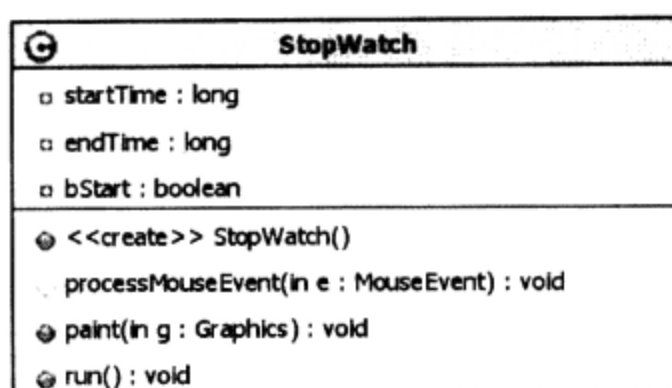 C StopWatch
startTime : long
endTime : long
bStart : boolean
<<create>> StopWatch()
processMouseEvent(in e : MouseEvent) : void
paint(in g : Graphics) : void
run() : void